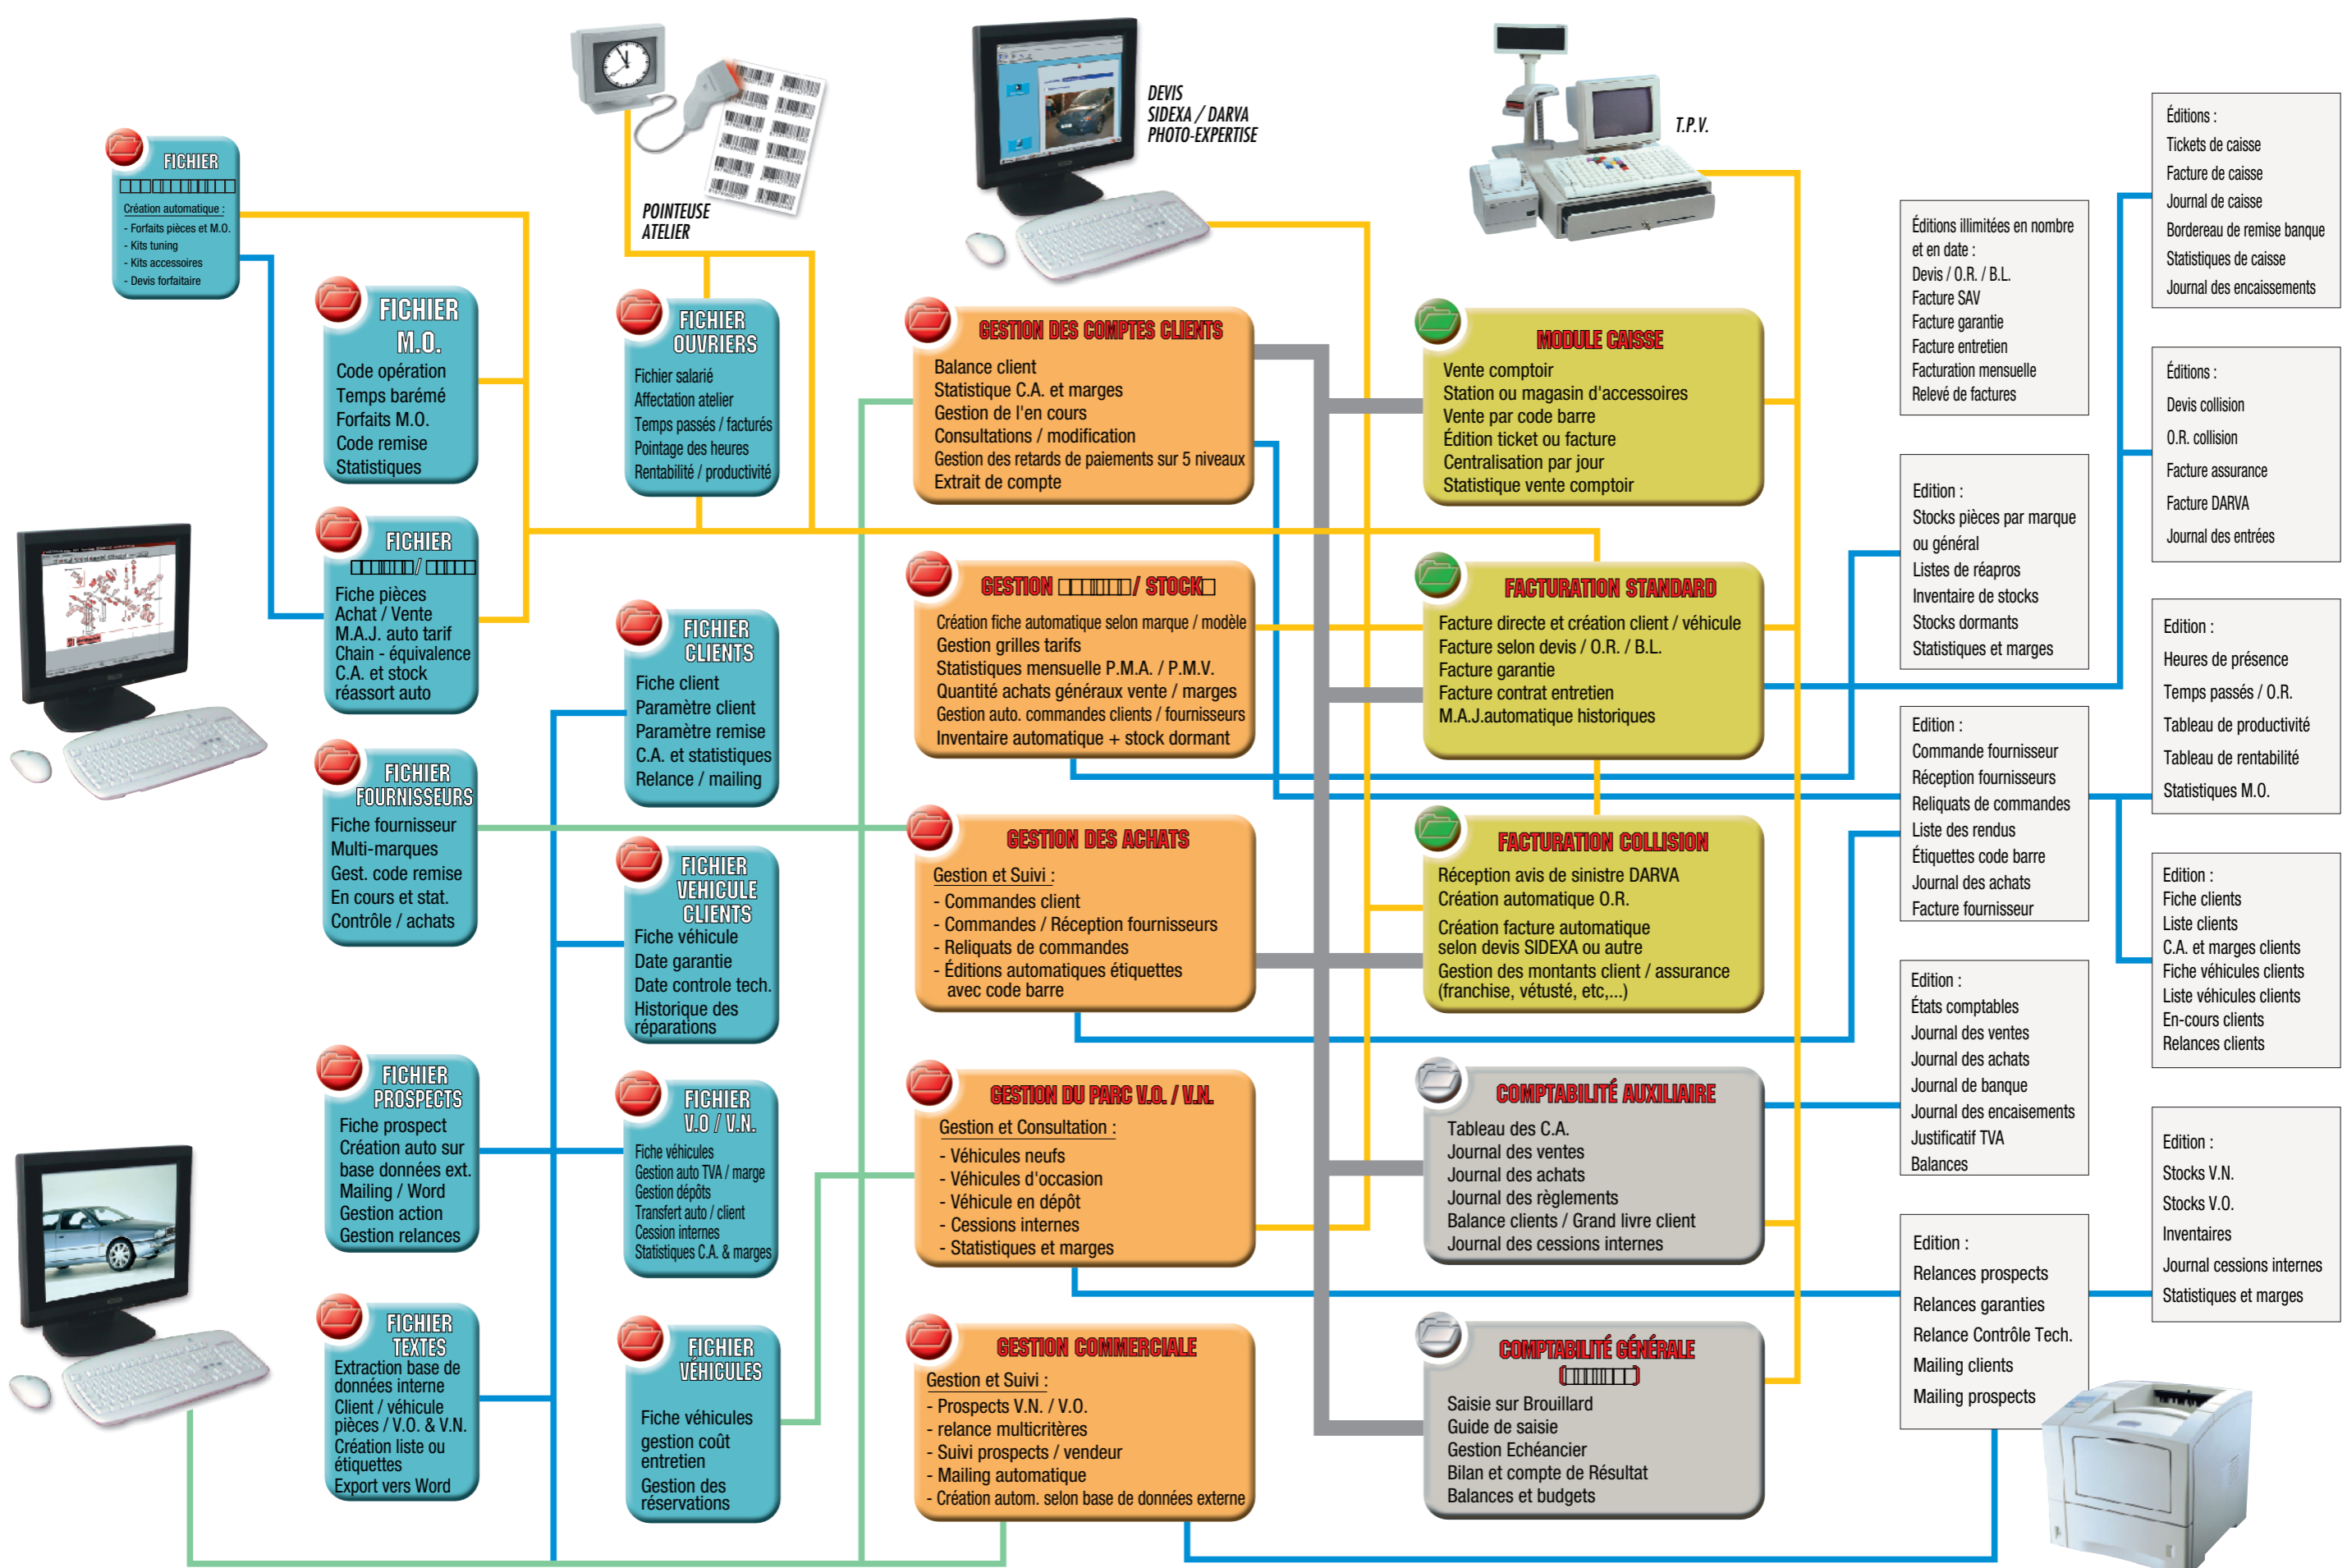 DEVIS
SIDEXA / DARVA
PHOTO-EXPERTISE
T.P.V.
POINTEUSE
ATELIER
FICHIER
Création automatique :
- Forfaits pièces et M.O.
- Kits tuning
- Kits accessoires
- Devis forfaitaire
FICHIER
M.O.
Code opération
Temps barémé
Forfaits M.O.
Code remise
Statistiques
FICHIER
/
Fiche pièces
Achat / Vente
M.A.J. auto tarif
Chain - équivalence
C.A. et stock
réassort auto
FICHIER
FOURNISSEURS
Fiche fournisseur
Multi-marques
Gest. code remise
En cours et stat.
Contrôle / achats
FICHIER
PROSPECTS
Fiche prospect
Création auto sur
base données ext.
Mailing / Word
Gestion action
Gestion relances
FICHIER
TEXTES
Extraction base de
données interne
Client / véhicule
pièces / V.O. & V.N.
Création liste ou
étiquettes
Export vers Word
FICHIER
OUVRIERS
Fichier salarié
Affectation atelier
Temps passés / facturés
Pointage des heures
Rentabilité / productivité
FICHIER
CLIENTS
Fiche client
Paramètre client
Paramètre remise
C.A. et statistiques
Relance / mailing
FICHIER
VEHICULE
CLIENTS
Fiche véhicule
Date garantie
Date controle tech.
Historique des
réparations
FICHIER
V.O / V.N.
Fiche véhicules
Gestion auto TVA / marge
Gestion dépôts
Transfert auto / client
Cession internes
Statistiques C.A. & marges
FICHIER
VÉHICULES
Fiche véhicules
gestion coût
entretien
Gestion des
réservations
GESTION DES COMPTES CLIENTS
Balance client
Statistique C.A. et marges
Gestion de l'en cours
Consultations / modification
Gestion des retards de paiements sur 5 niveaux
Extrait de compte
GESTION / STOCK
Création fiche automatique selon marque / modèle
Gestion grilles tarifs
Statistiques mensuelle P.M.A. / P.M.V.
Quantité achats généraux vente / marges
Gestion auto. commandes clients / fournisseurs
Inventaire automatique + stock dormant
GESTION DES ACHATS
Gestion et Suivi :
- Commandes client
- Commandes / Réception fournisseurs
- Reliquats de commandes
- Éditions automatiques étiquettes
avec code barre
GESTION DU PARC V.O. / V.N.
Gestion et Consultation :
- Véhicules neufs
- Véhicules d'occasion
- Véhicule en dépôt
- Cessions internes
- Statistiques et marges
GESTION COMMERCIALE
Gestion et Suivi :
- Prospects V.N. / V.O.
- relance multicritères
- Suivi prospects / vendeur
- Mailing automatique
- Création autom. selon base de données externe
MODULE CAISSE
Vente comptoir
Station ou magasin d'accessoires
Vente par code barre
Édition ticket ou facture
Centralisation par jour
Statistique vente comptoir
FACTURATION STANDARD
Facture directe et création client / véhicule
Facture selon devis / O.R. / B.L.
Facture garantie
Facture contrat entretien
M.A.J.automatique historiques
FACTURATION COLLISION
Réception avis de sinistre DARVA
Création automatique O.R.
Création facture automatique
selon devis SIDEXA ou autre
Gestion des montants client / assurance
(franchise, vétusté, etc,...)
COMPTABILITÉ AUXILIAIRE
Tableau des C.A.
Journal des ventes
Journal des achats
Journal des règlements
Balance clients / Grand livre client
Journal des cessions internes
COMPTABILITÉ GÉNÉRALE
Saisie sur Brouillard
Guide de saisie
Gestion Echéancier
Bilan et compte de Résultat
Balances et budgets
Éditions illimitées en nombre
et en date :
Devis / O.R. / B.L.
Facture SAV
Facture garantie
Facture entretien
Facturation mensuelle
Relevé de factures
Edition :
Stocks pièces par marque
ou général
Listes de réapros
Inventaire de stocks
Stocks dormants
Statistiques et marges
Edition :
Commande fournisseur
Réception fournisseurs
Reliquats de commandes
Liste des rendus
Étiquettes code barre
Journal des achats
Facture fournisseur
Edition :
États comptables
Journal des ventes
Journal des achats
Journal de banque
Journal des encaisements
Justificatif TVA
Balances
Edition :
Relances prospects
Relances garanties
Relance Contrôle Tech.
Mailing clients
Mailing prospects
Éditions :
Tickets de caisse
Facture de caisse
Journal de caisse
Bordereau de remise banque
Statistiques de caisse
Journal des encaissements
Éditions :
Devis collision
O.R. collision
Facture assurance
Facture DARVA
Journal des entrées
Edition :
Heures de présence
Temps passés / O.R.
Tableau de productivité
Tableau de rentabilité
Statistiques M.O.
Edition :
Fiche clients
Liste clients
C.A. et marges clients
Fiche véhicules clients
Liste véhicules clients
En-cours clients
Relances clients
Edition :
Stocks V.N.
Stocks V.O.
Inventaires
Journal cessions internes
Statistiques et marges